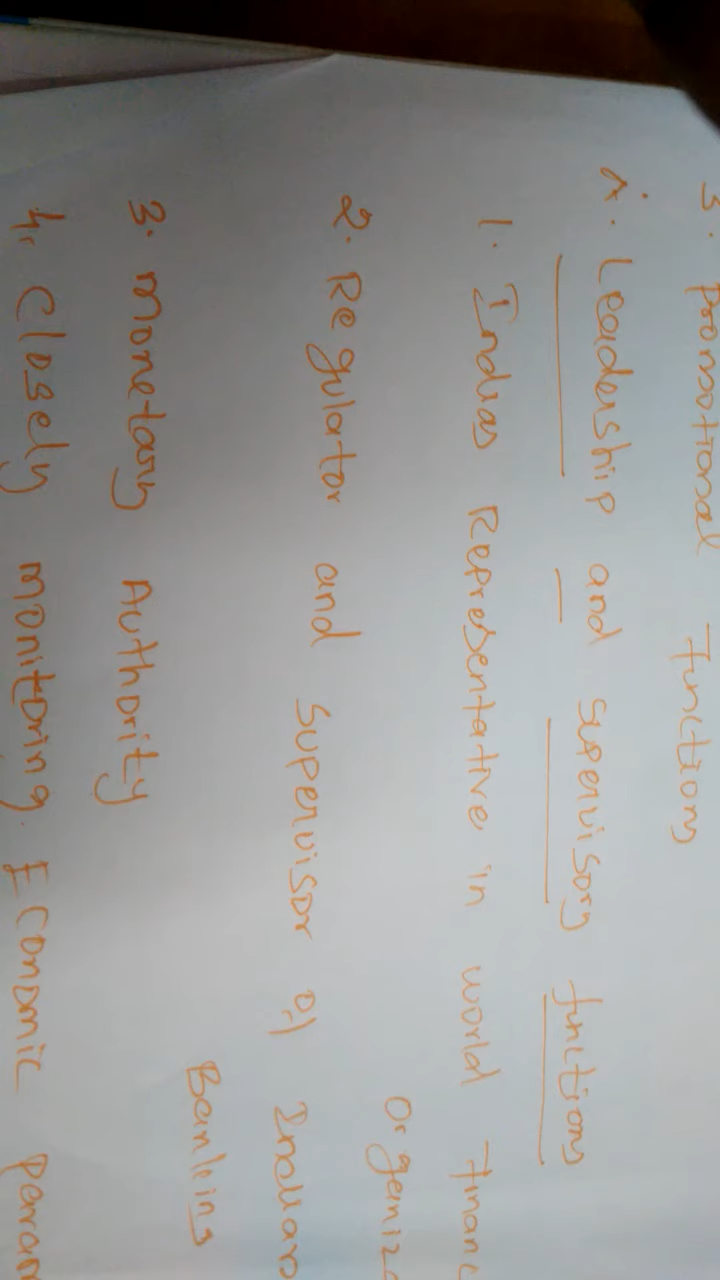 3. Promotional Functions
i. Leadership and supervisory functions
1. Indias Representative in world Financ
Organiza
2. Regulator and Supervisor of Indian
Banking
3. Monetary Authority
4. Closely monitoring Economic param